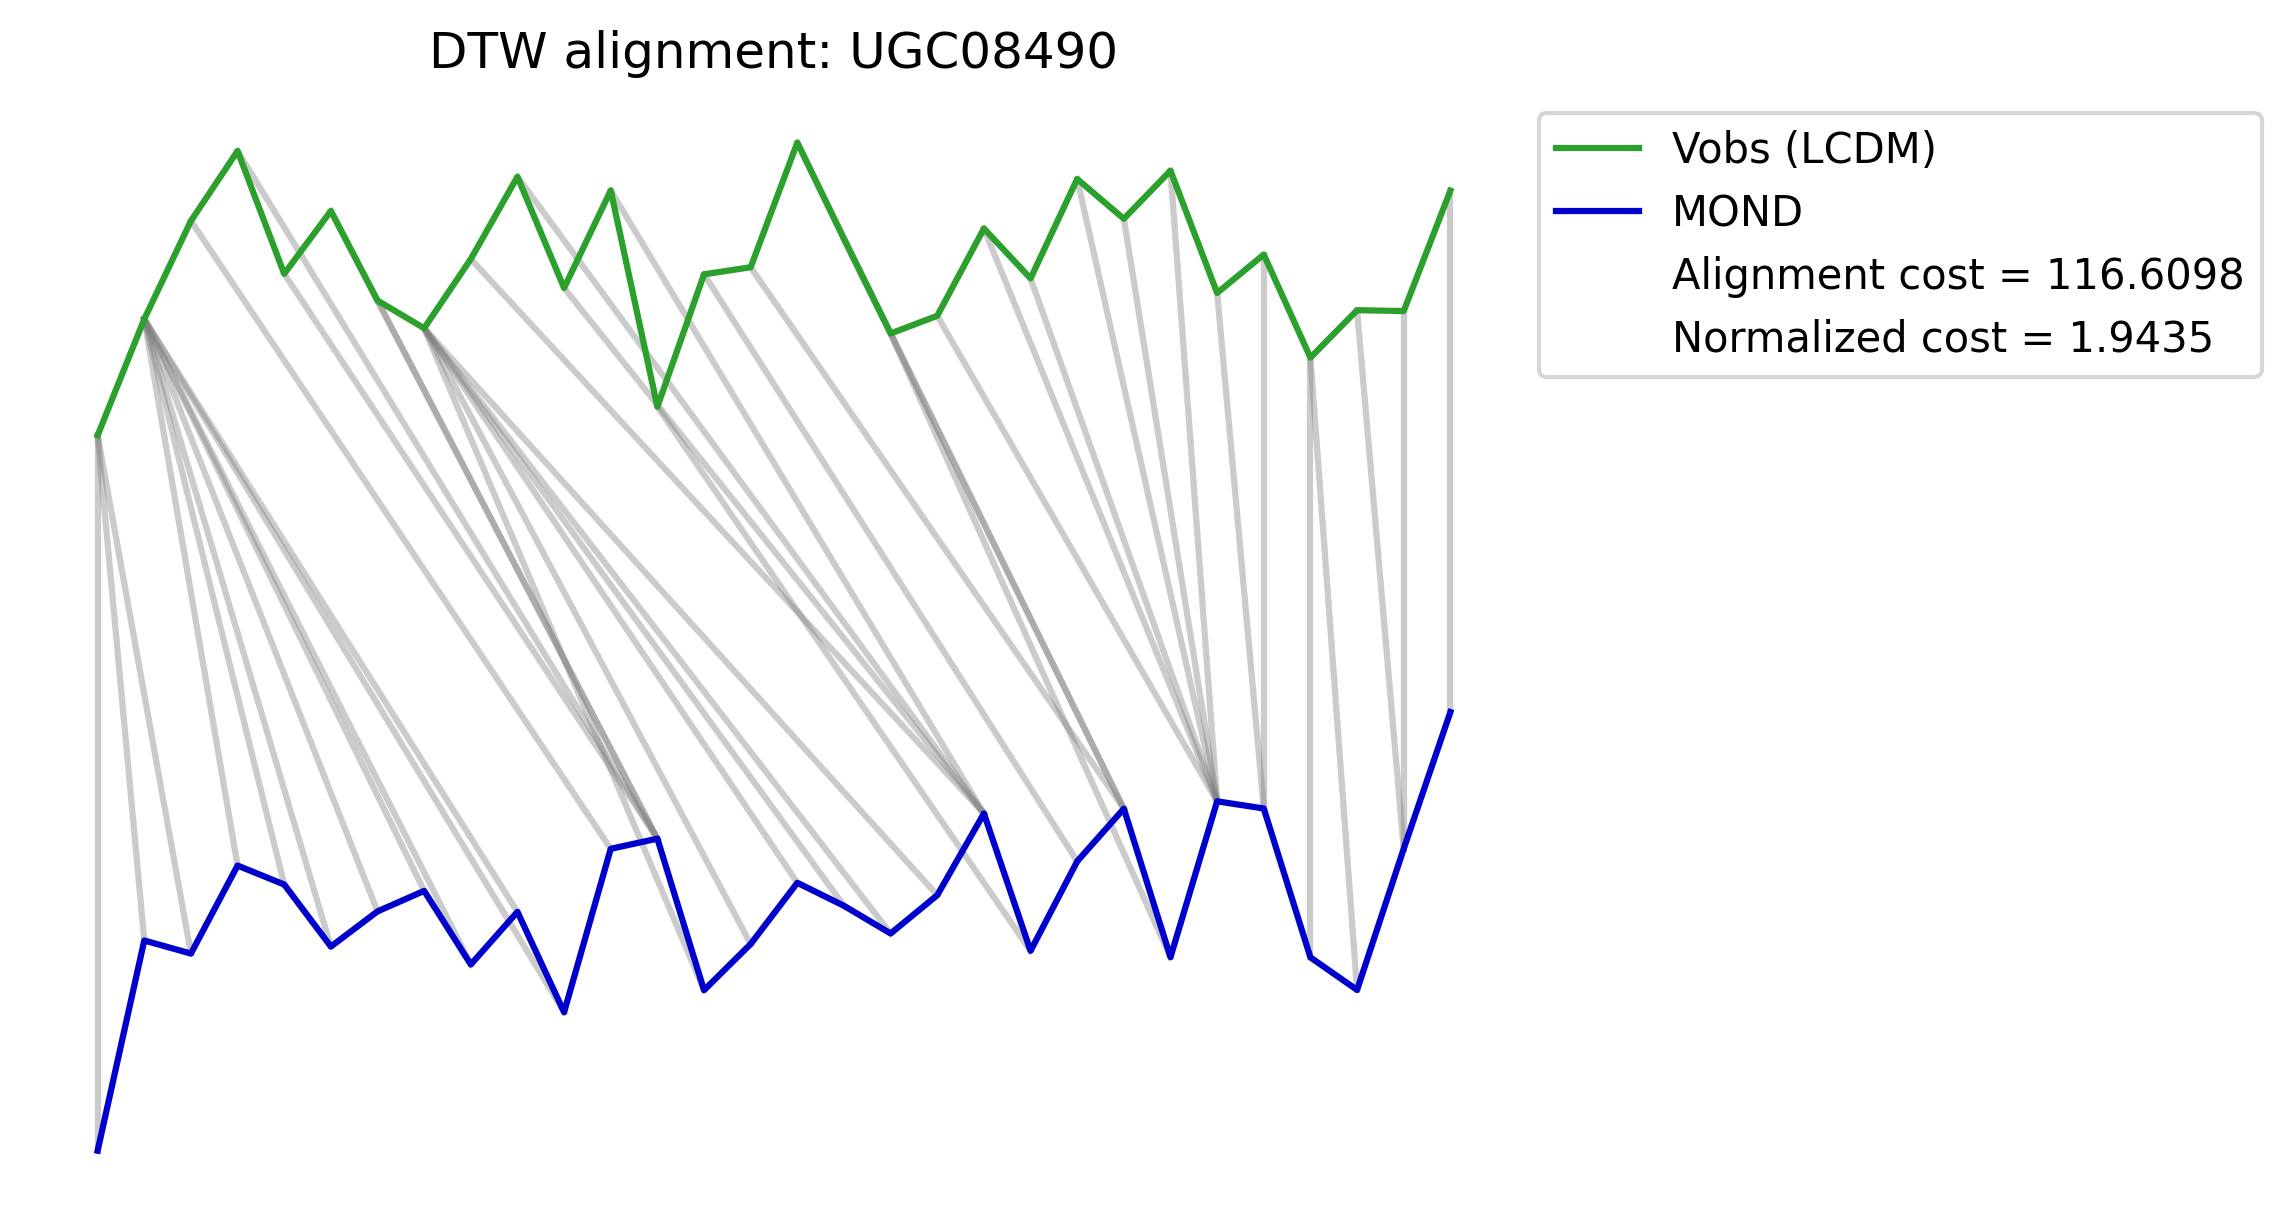 DTW alignment: UGC08490
Vobs (LCDM)
MOND
Alignment cost = 116.6098
Normalized cost = 1.9435